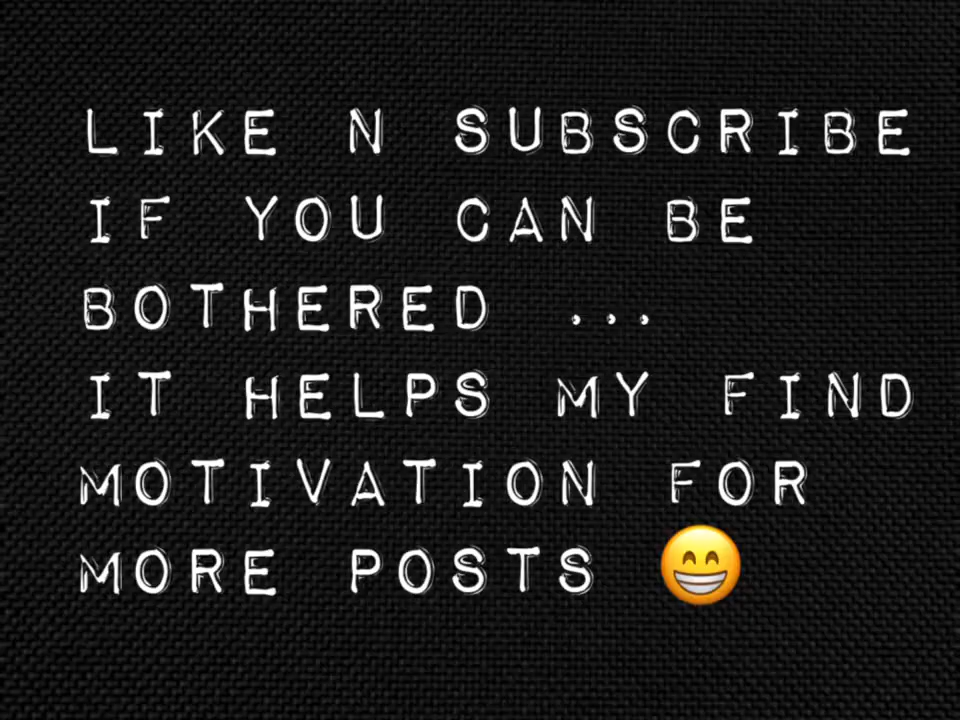 LIKE N SUBSCRIBE
IF YOU CAN BE
BOTHERED ...
IT HELPS MY FIND
MOTIVATION FOR
MORE POSTS 😁